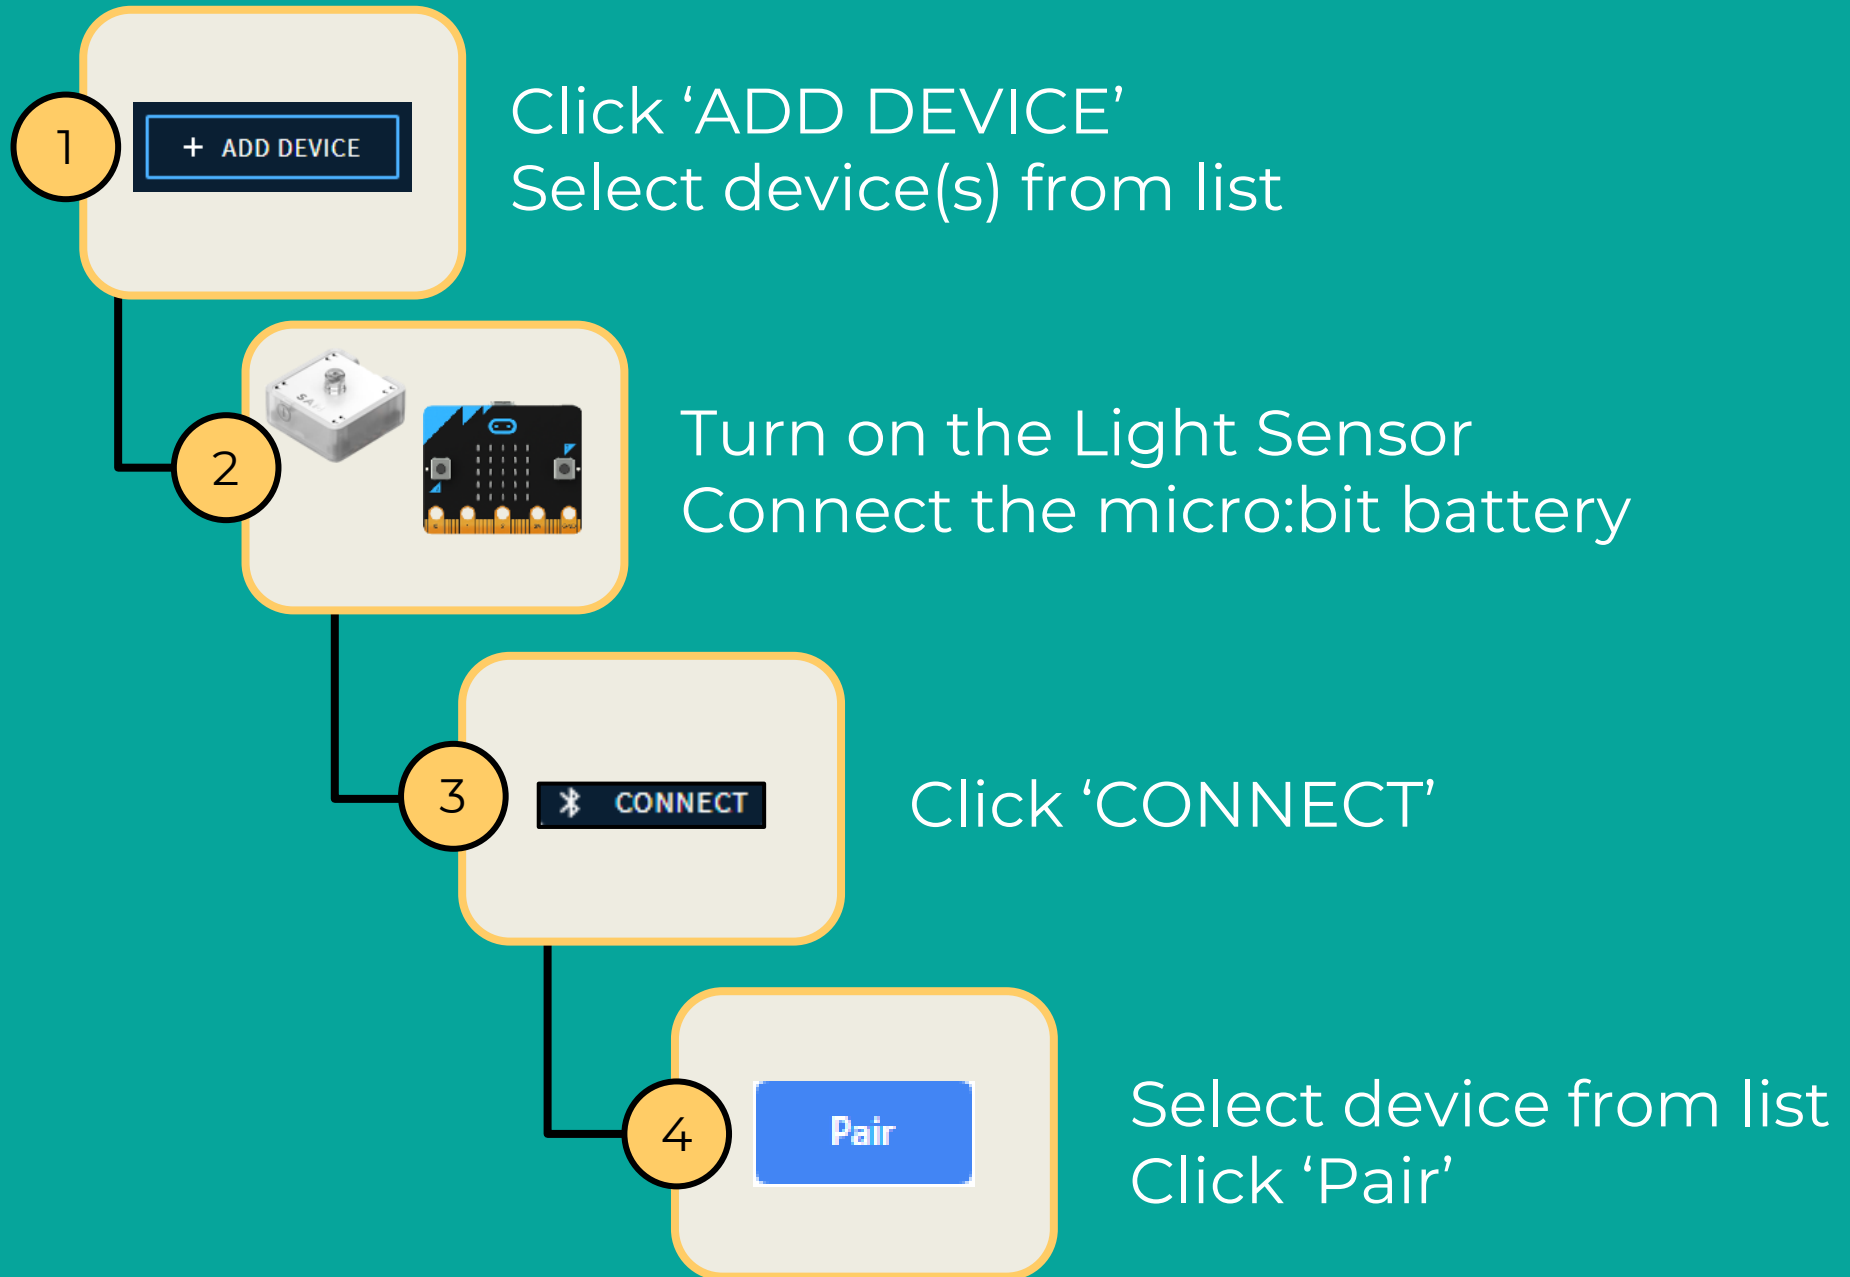 1
+ ADD DEVICE
Click ‘ADD DEVICE’
Select device(s) from list
2
Turn on the Light Sensor
Connect the micro:bit battery
3
CONNECT
Click ‘CONNECT’
4
Pair
Select device from list
Click ‘Pair’